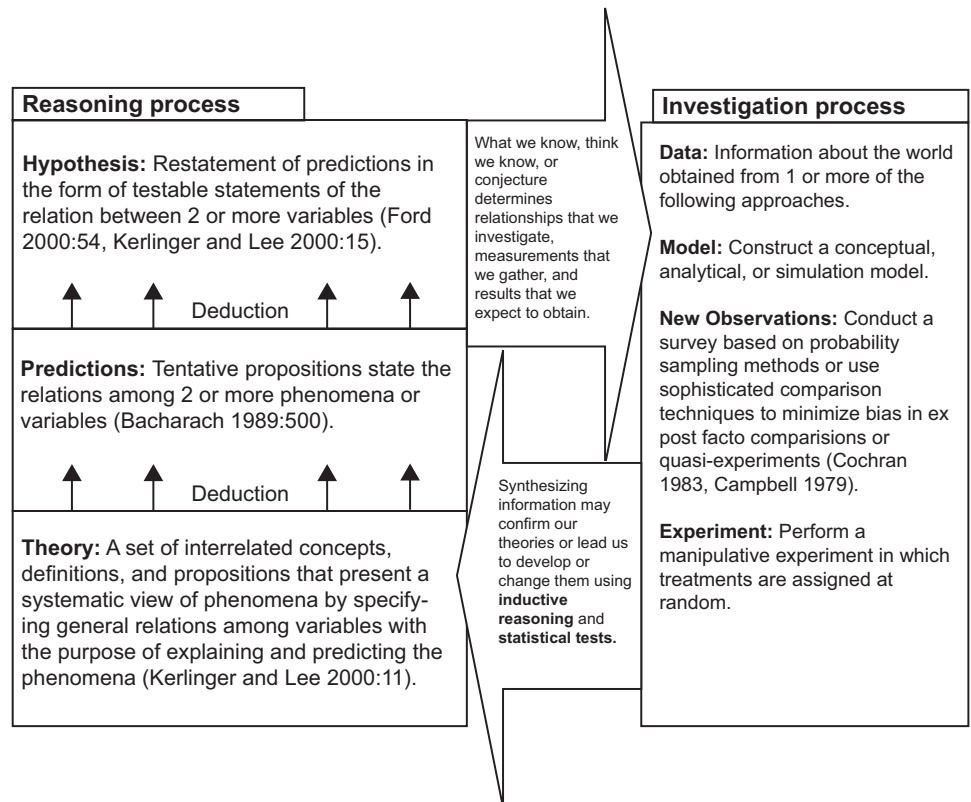 Reasoning process
Hypothesis: Restatement of predictions in
the form of testable statements of the
relation between 2 or more variables (Ford
2000:54, Kerlinger and Lee 2000:15).
Deduction
Predictions: Tentative propositions state the
relations among 2 or more phenomena or
variables (Bacharach 1989:500).
Deduction
Theory: A set of interrelated concepts,
definitions, and propositions that present a
systematic view of phenomena by specify-
ing general relations among variables with
the purpose of explaining and predicting the
phenomena (Kerlinger and Lee 2000:11).
What we know, think
we know, or
conjecture
determines
relationships that we
investigate,
measurements that
we gather, and
results that we
expect to obtain.
Synthesizing
information may
confirm our
theories or lead us
to develop or
change them using
inductive
reasoning and
statistical tests.
Investigation process
Data: Information about the world
obtained from 1 or more of the
following approaches.
Model: Construct a conceptual,
analytical, or simulation model.
New Observations: Conduct a
survey based on probability
sampling methods or use
sophisticated comparison
techniques to minimize bias in ex
post facto comparisions or
quasi-experiments (Cochran
1983, Campbell 1979).
Experiment: Perform a
manipulative experiment in which
treatments are assigned at
random.